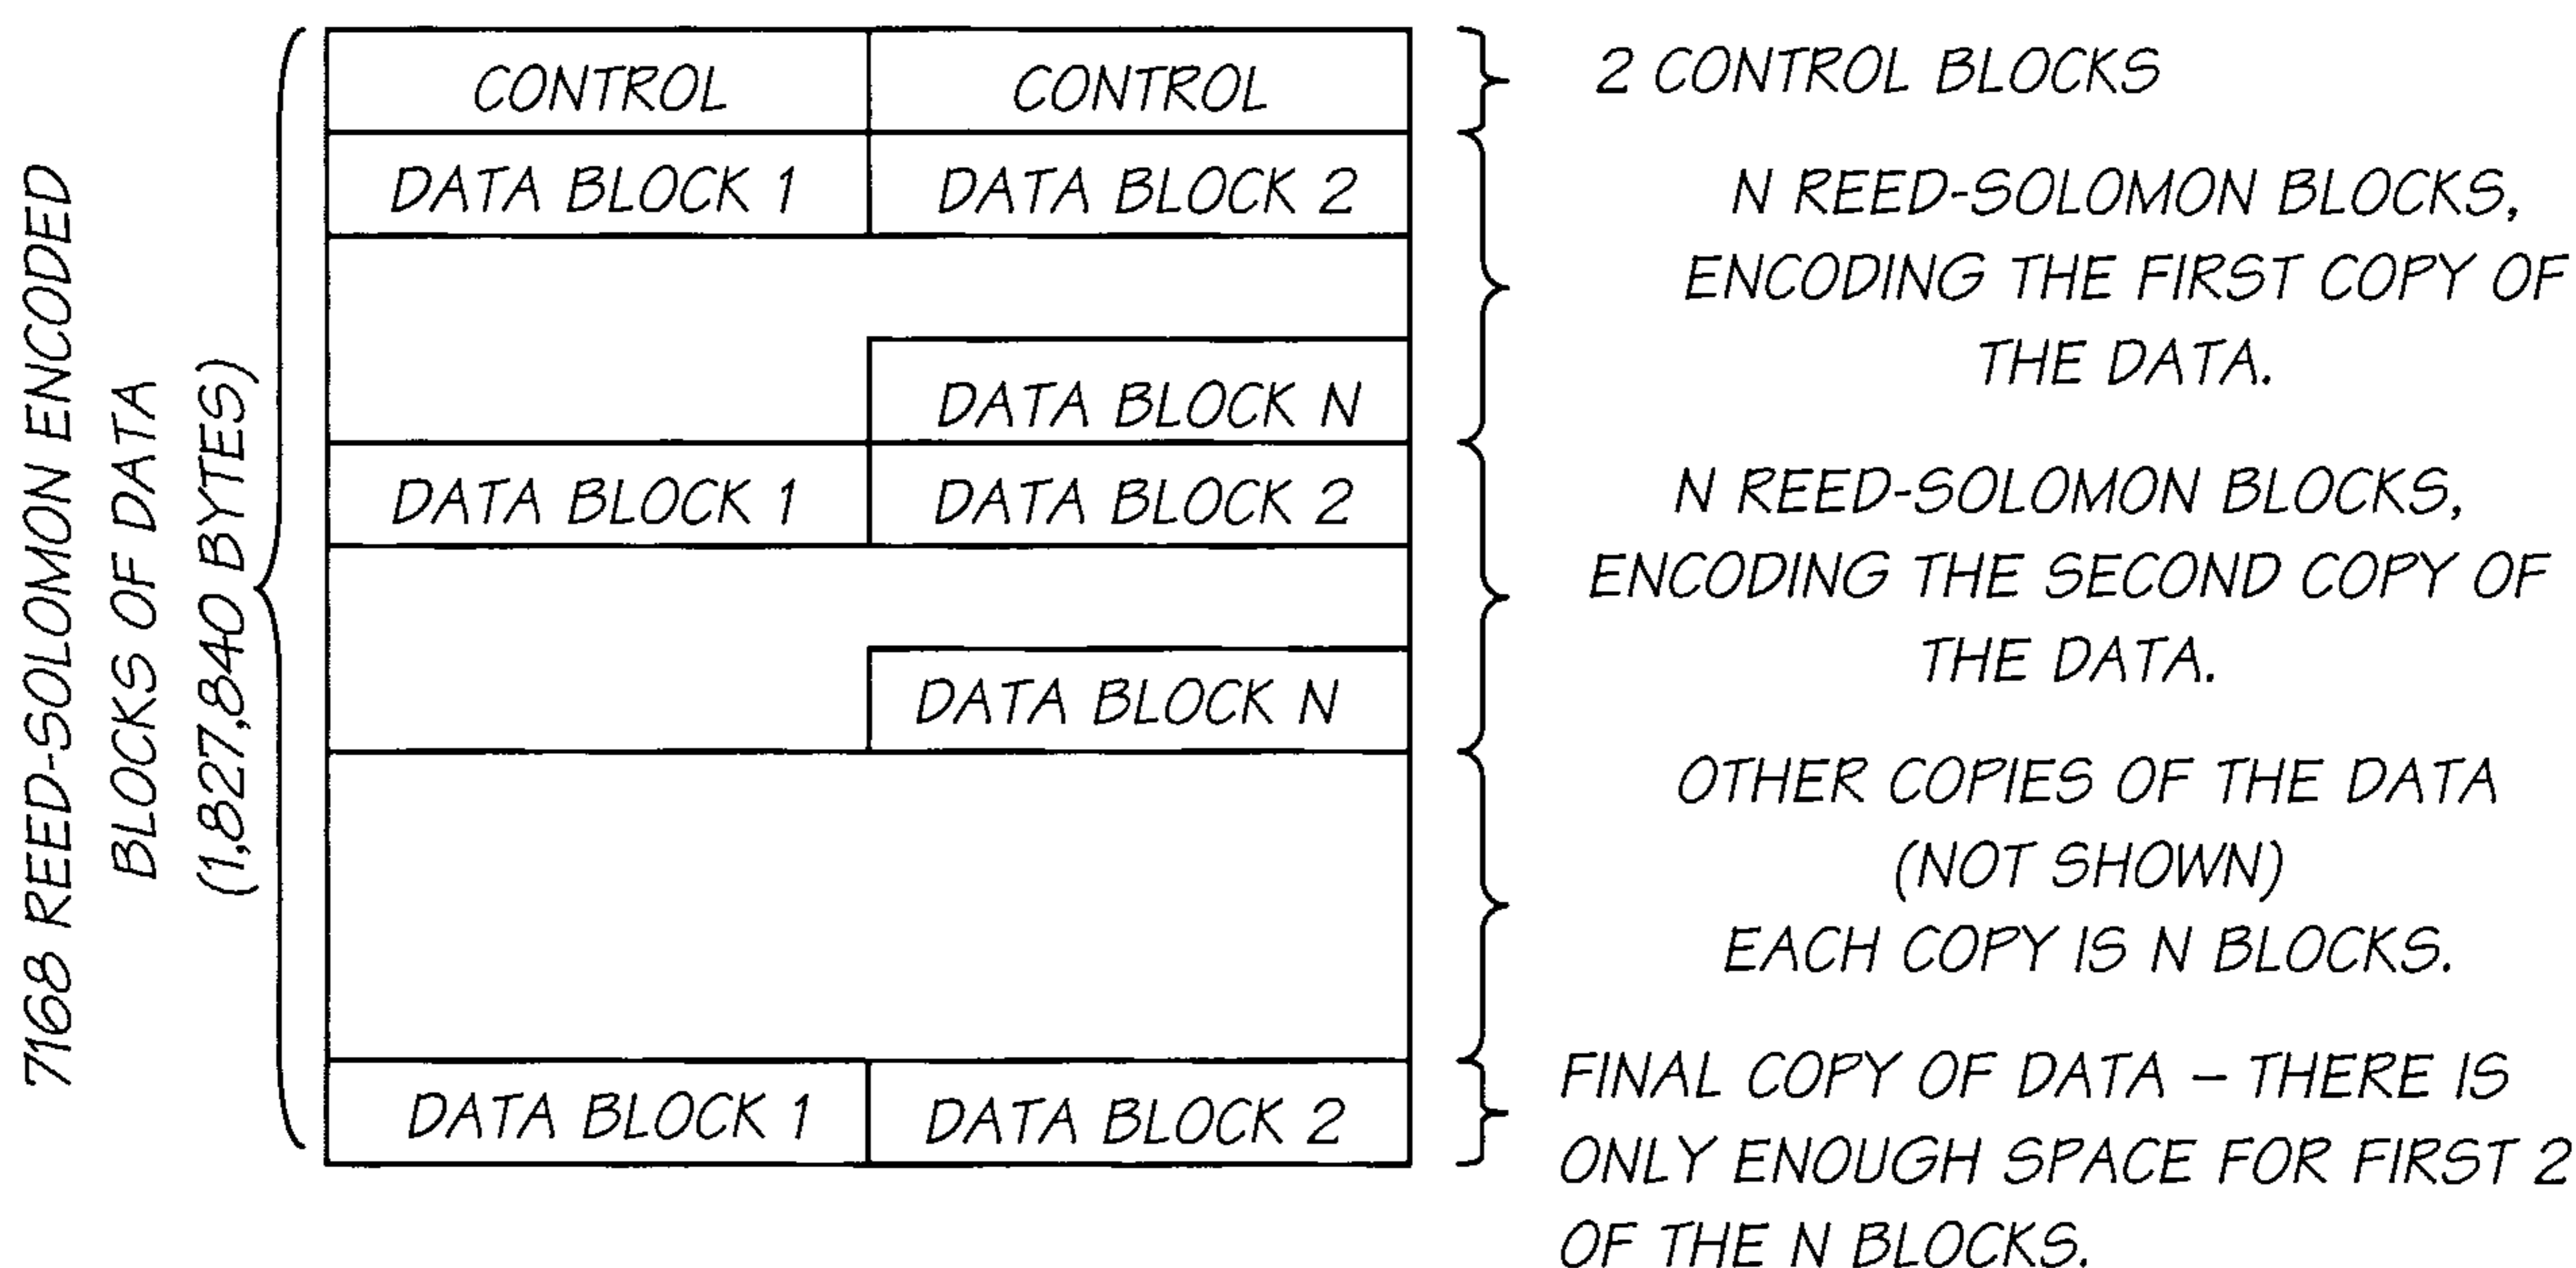 7168 REED-SOLOMON ENCODED
BLOCKS OF DATA
(1,827,840 BYTES)
CONTROL CONTROL
DATA BLOCK 1 DATA BLOCK 2
DATA BLOCK N
DATA BLOCK 1 DATA BLOCK 2
DATA BLOCK N
DATA BLOCK 1 DATA BLOCK 2
2 CONTROL BLOCKS
N REED-SOLOMON BLOCKS,
ENCODING THE FIRST COPY OF
THE DATA.
N REED-SOLOMON BLOCKS,
ENCODING THE SECOND COPY OF
THE DATA.
OTHER COPIES OF THE DATA
(NOT SHOWN)
EACH COPY IS N BLOCKS.
FINAL COPY OF DATA – THERE IS
ONLY ENOUGH SPACE FOR FIRST 2
OF THE N BLOCKS.